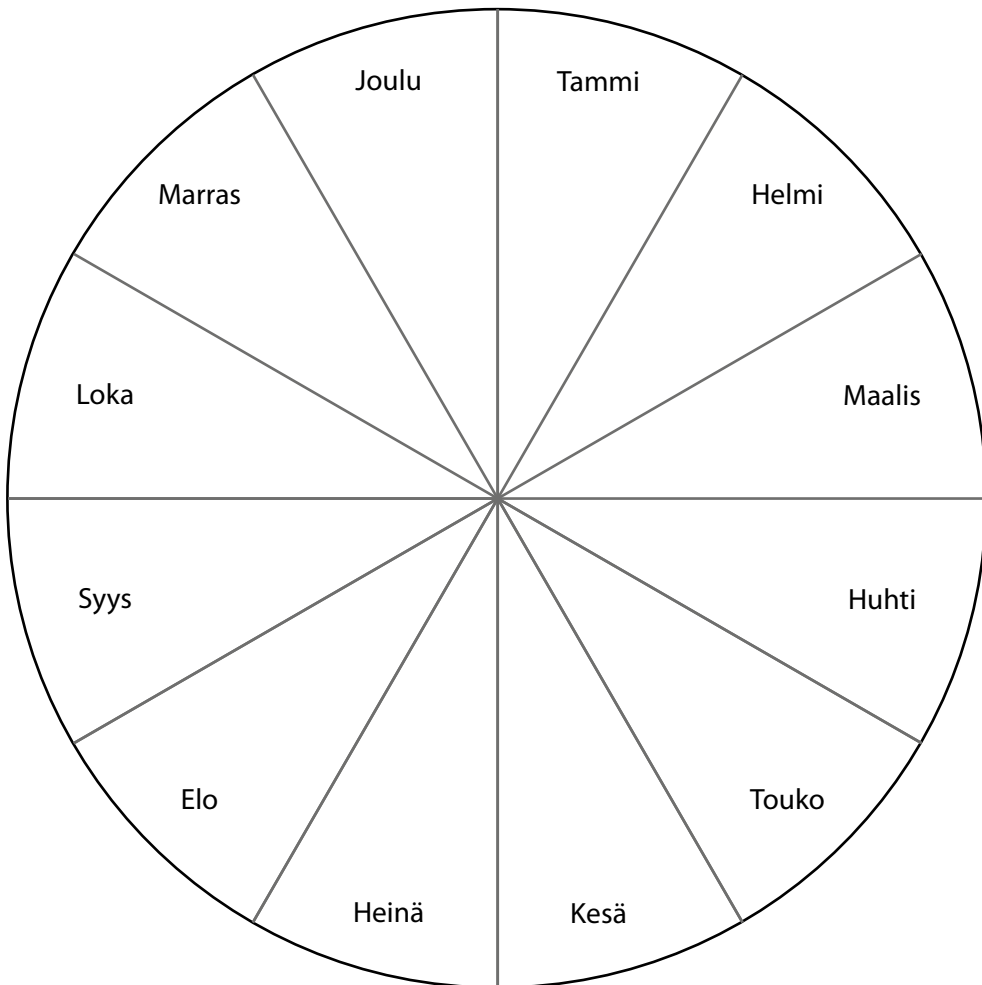 Joulu
Tammi
Marras
Helmi
Loka
Maalis
Syys
Huhti
Elo
Touko
Heinä
Kesä